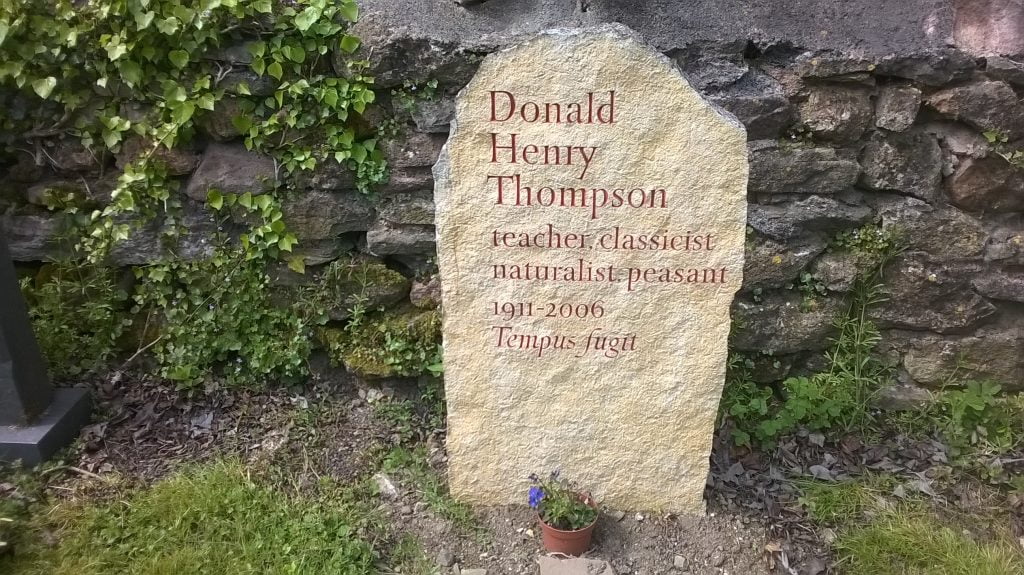 Donald
Henry
Thompson
teacher, classicist
naturalist, peasant
1911-2006
Tempus fugit